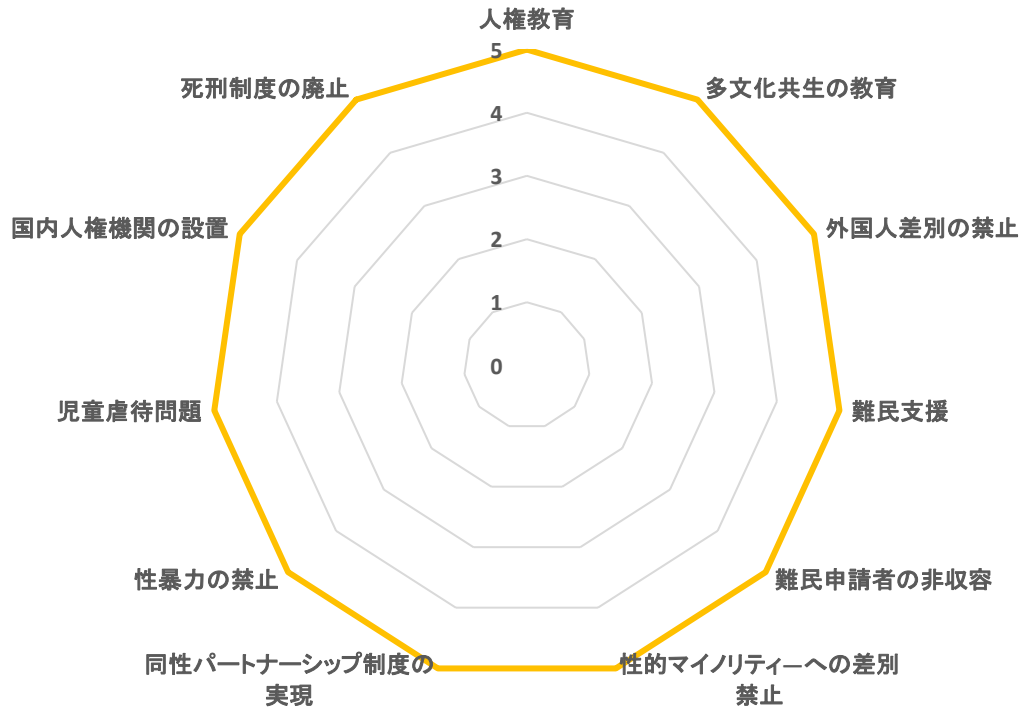 人権教育
5
死刑制度の廃止
多文化共生の教育
4
3
国内人権機関の設置
外国人差別の禁止
2
1
0
児童虐待問題
難民支援
性暴力の禁止
難民申請者の非収容
同性パートナーシップ制度の
実現
性的マイノリティ―への差別
禁止